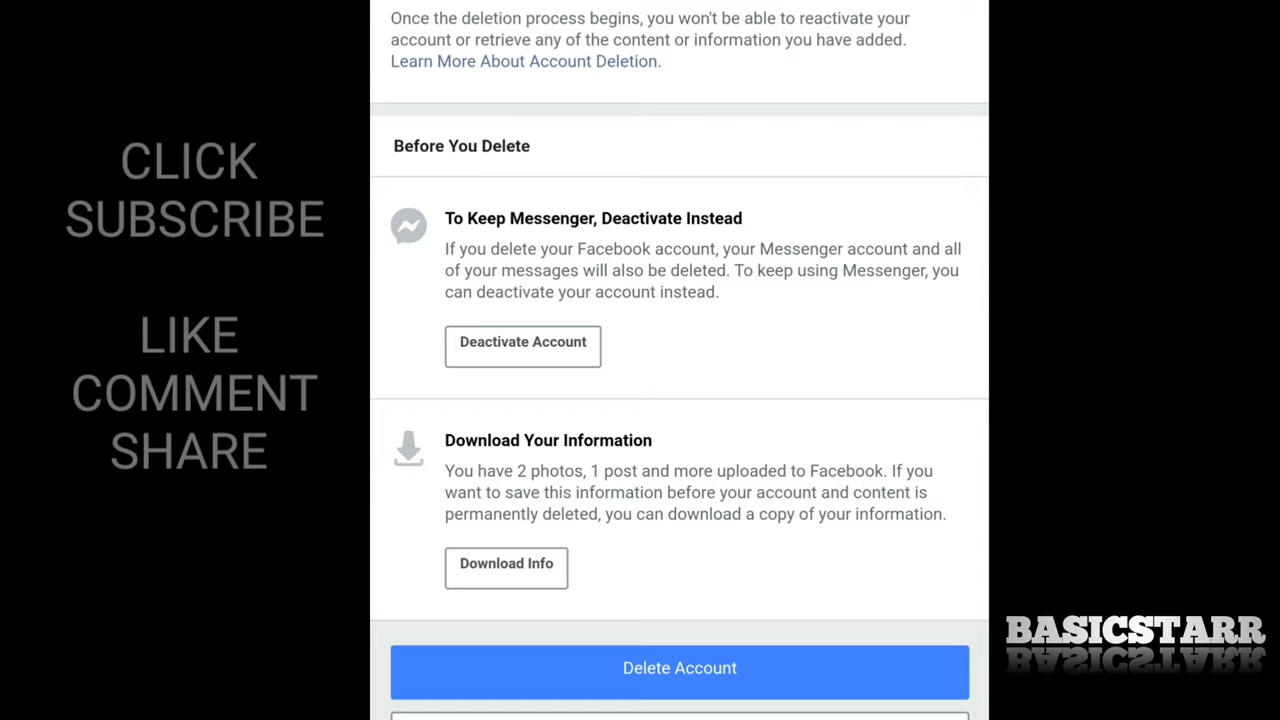 CLICK
SUBSCRIBE
LIKE
COMMENT
SHARE
Once the deletion process begins, you won't be able to reactivate your
account or retrieve any of the content or information you have added.
Learn More About Account Deletion.
Before You Delete
To Keep Messenger, Deactivate Instead
If you delete your Facebook account, your Messenger account and all
of your messages will also be deleted. To keep using Messenger, you
can deactivate your account instead.
Deactivate Account
Download Your Information
You have 2 photos, 1 post and more uploaded to Facebook. If you
want to save this information before your account and content is
permanently deleted, you can download a copy of your information.
Download Info
Delete Account
BASICSTARR